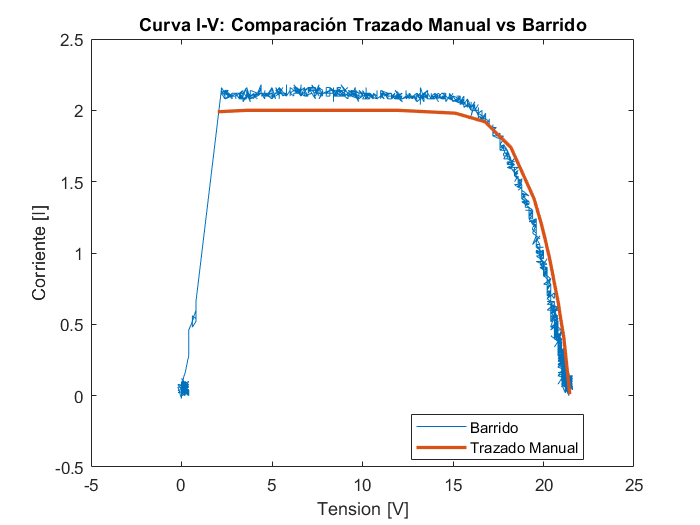 Curva I-V: Comparación Trazado Manual vs Barrido
2.5
2
1.5
1
0.5
0
-0.5
Corriente [I]
-5
0
5
10
15
20
25
Tension [V]
Barrido
Trazado Manual